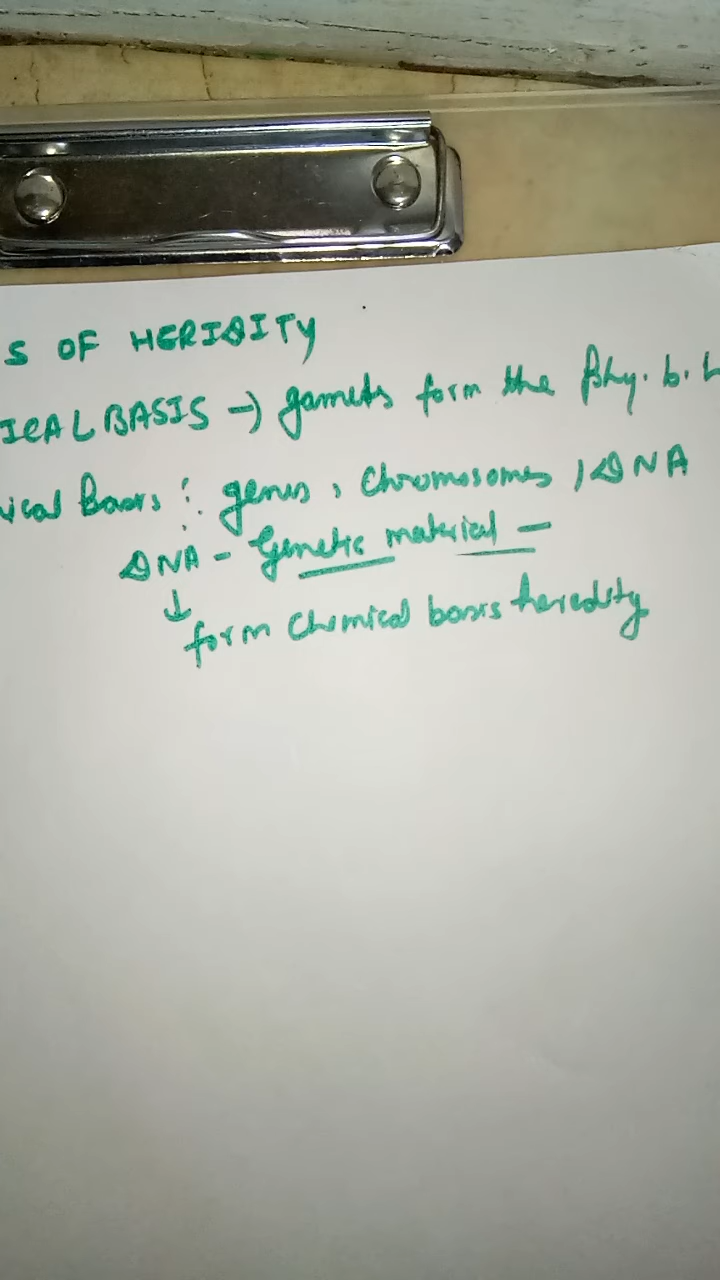 S OF HERIDITY
ICAL BASIS → gamets form the Phy. b. h
ical Basis : genes, Chromosomes, DNA
DNA - Genetic material -
↓
form Chemical basis heredity